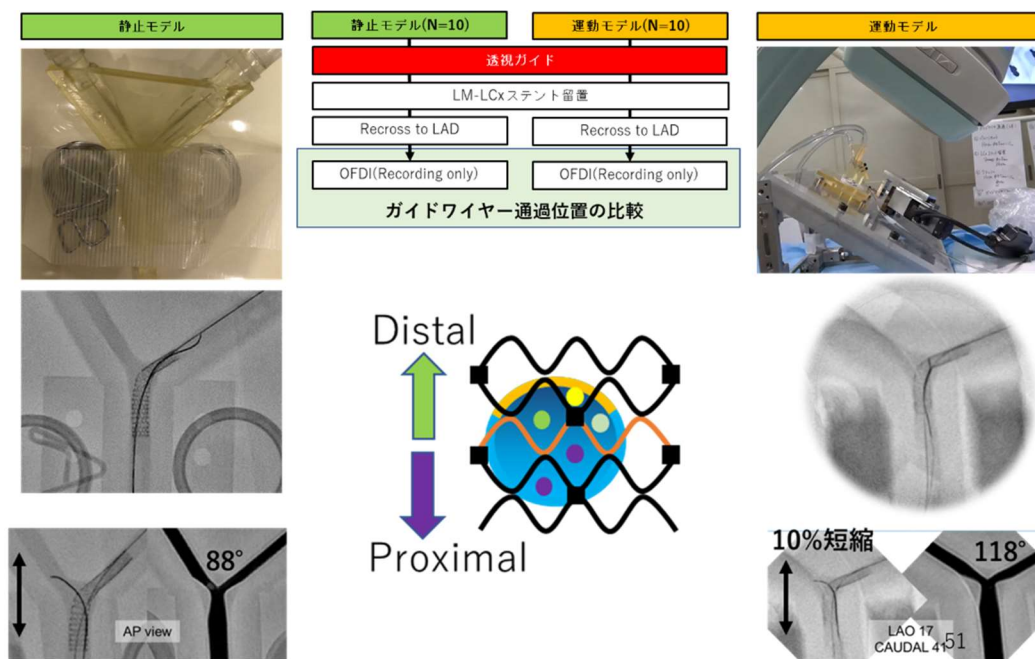 静止モデル
静止モデル(N=10)
運動モデル(N=10)
運動モデル
透視ガイド
LM-LCxステント留置
Recross to LAD
Recross to LAD
OFDI(Recording only)
OFDI(Recording only)
ガイドワイヤー通過位置の比較
Distal
Proximal
88°
AP view
10%短縮
118°
LAO 17
CAUDAL 41
51